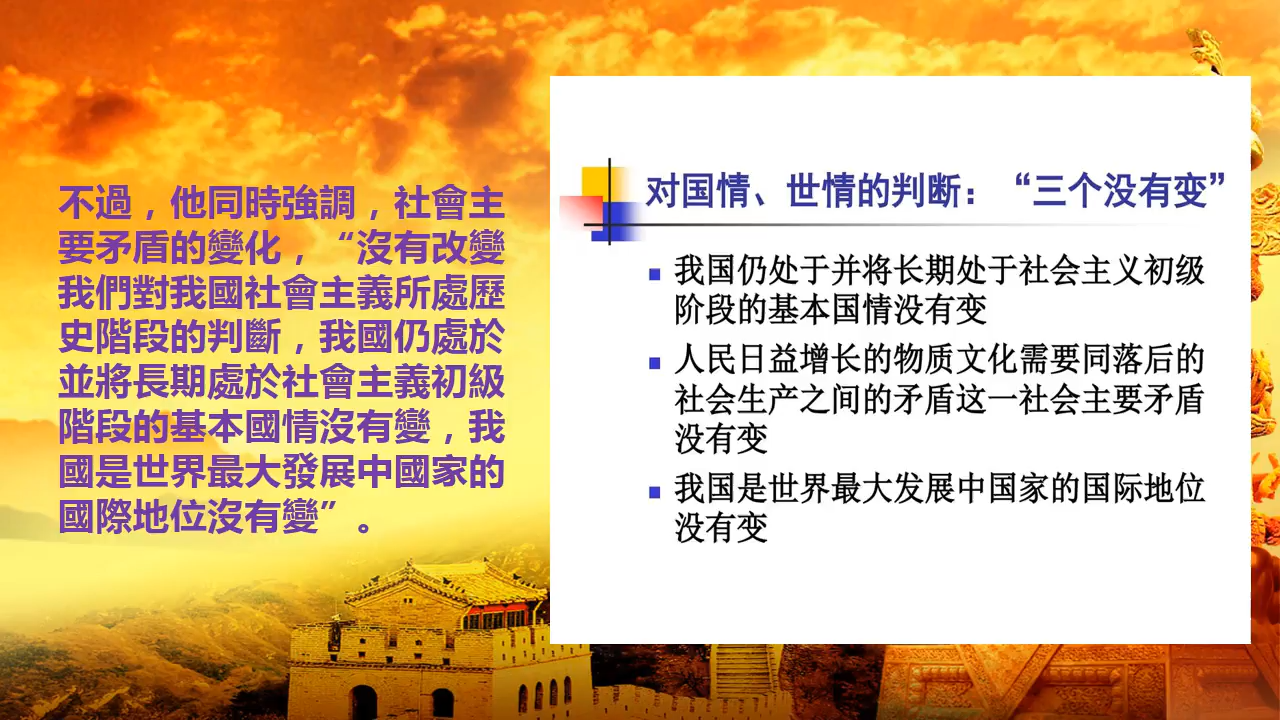 不過，他同時強調，社會主
要矛盾的變化，“沒有改變
我們對我國社會主義所處歷
史階段的判斷，我國仍處於
並將長期處於社會主義初級
階段的基本國情沒有變，我
國是世界最大發展中國家的
國際地位沒有變”。
对国情、世情的判断：“三个没有变”
我国仍处于并将长期处于社会主义初级
阶段的基本国情没有变
人民日益增长的物质文化需要同落后的
社会生产之间的矛盾这一社会主要矛盾
没有变
我国是世界最大发展中国家的国际地位
没有变